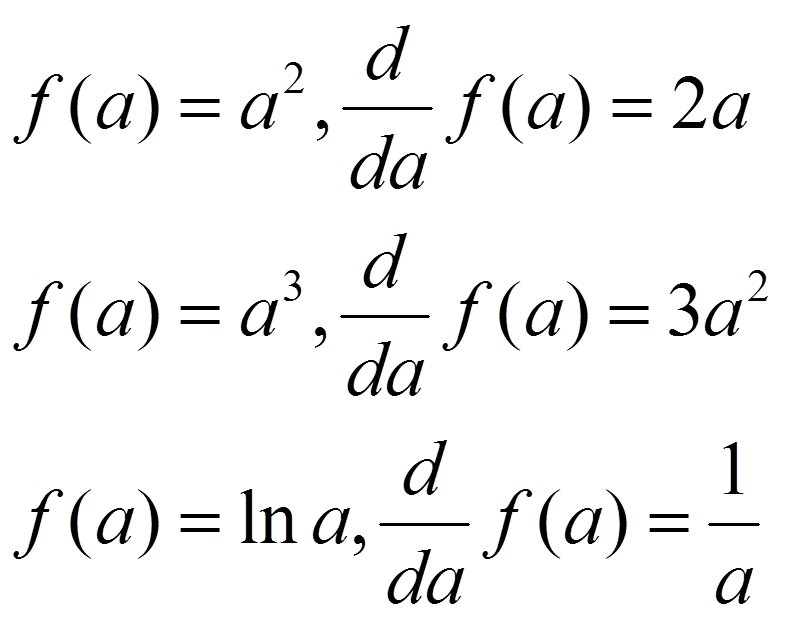 f(a) = a², d/da f(a) = 2a
f(a) = a³, d/da f(a) = 3a²
f(a) = ln a, d/da f(a) = 1/a